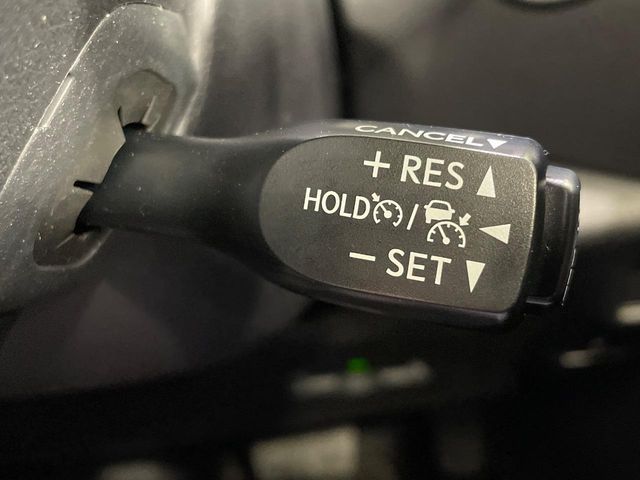 CANCEL
+ RES
HOLD /
- SET